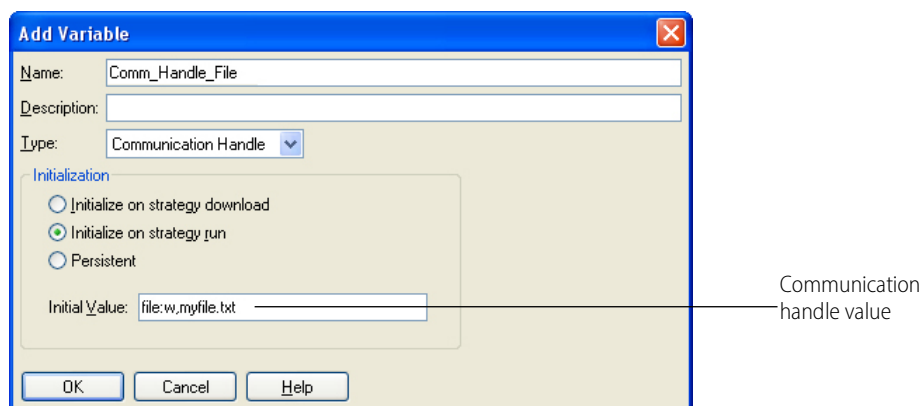 Add Variable
Name: Comm_Handle_File
Description:
Type: Communication Handle
Initialization
Initialize on strategy download
Initialize on strategy run
Persistent
Initial Value: file:w,myfile.txt
Communication
handle value
OK Cancel Help